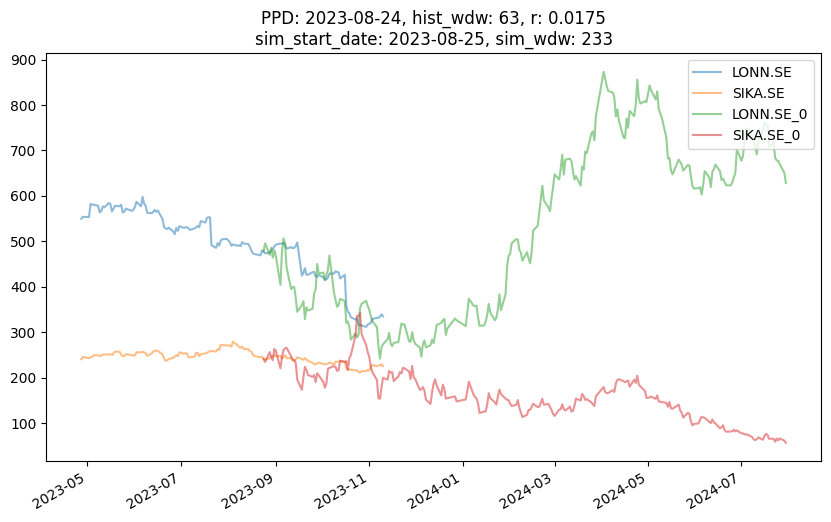 PPD: 2023-08-24, hist_wdw: 63, r: 0.0175
sim_start_date: 2023-08-25, sim_wdw: 233
LONN.SE
SIKA.SE
LONN.SE_0
SIKA.SE_0
900
800
700
600
500
400
300
200
100
2023-05
2023-07
2023-09
2023-11
2024-01
2024-03
2024-05
2024-07